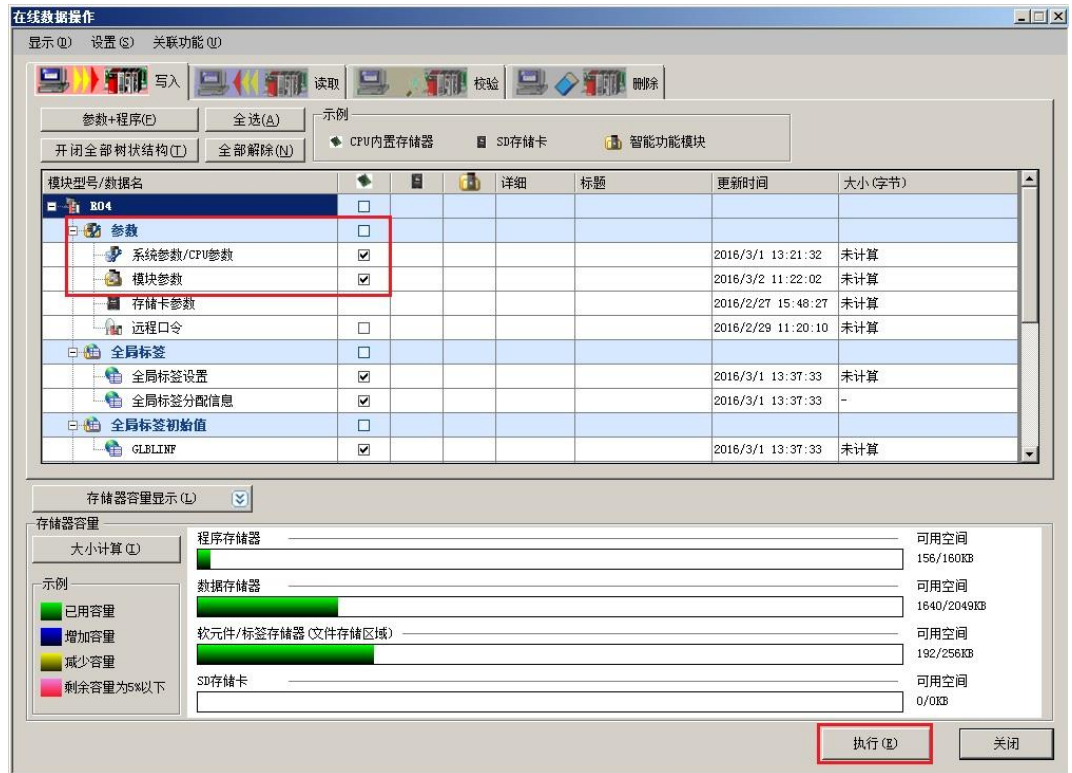 在线数据操作
显示(D) 设置(S) 关联功能(U)
写入 读取 校验 删除
参数+程序(F) 全选(A) 示例
开闭全部树状结构(T) 全部解除(N) CPU内置存储器 SD存储卡 智能功能模块
模块型号/数据名 详细 标题 更新时间 大小(字节)
R04
参数
系统参数/CPU参数 2016/3/1 13:21:32 未计算
模块参数 2016/3/2 11:22:02 未计算
存储卡参数 2016/2/27 15:48:27 未计算
远程口令 2016/2/29 11:20:10 未计算
全局标签
全局标签设置 2016/3/1 13:37:33 未计算
全局标签分配信息 2016/3/1 13:37:33 -
全局标签初始值
GLBLINF 2016/3/1 13:37:33 未计算
存储器容量显示(L)
存储器容量
大小计算(I)
示例
已用容量
增加容量
减少容量
剩余容量为5%以下
程序存储器 可用空间
156/160KB
数据存储器 可用空间
1640/2049KB
软元件/标签存储器(文件存储区域) 可用空间
192/256KB
SD存储卡 可用空间
0/0KB
执行(E) 关闭